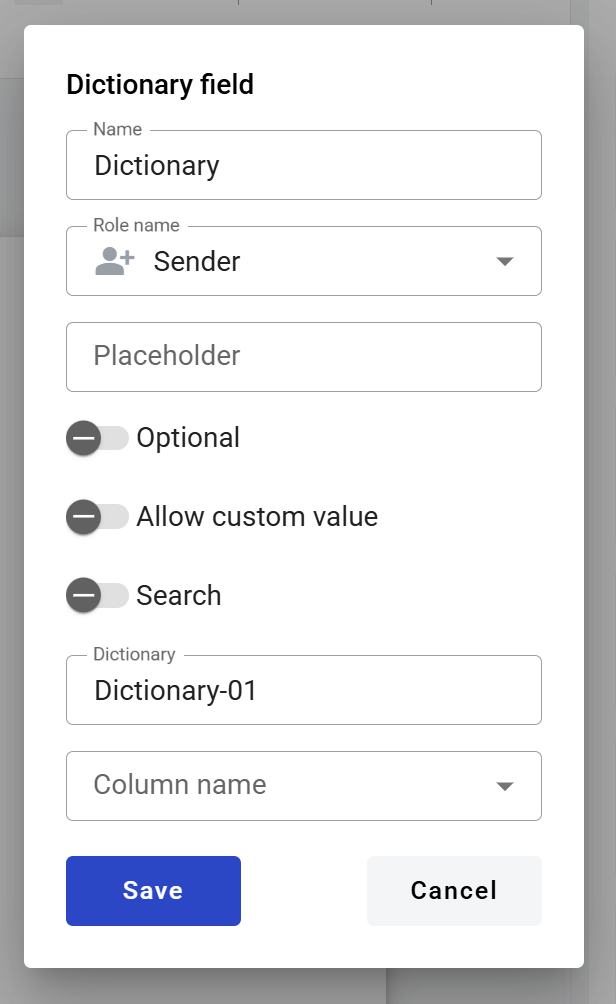 Dictionary field
Name
Dictionary
Role name
Sender
Placeholder
Optional
Allow custom value
Search
Dictionary
Dictionary-01
Column name
Save
Cancel